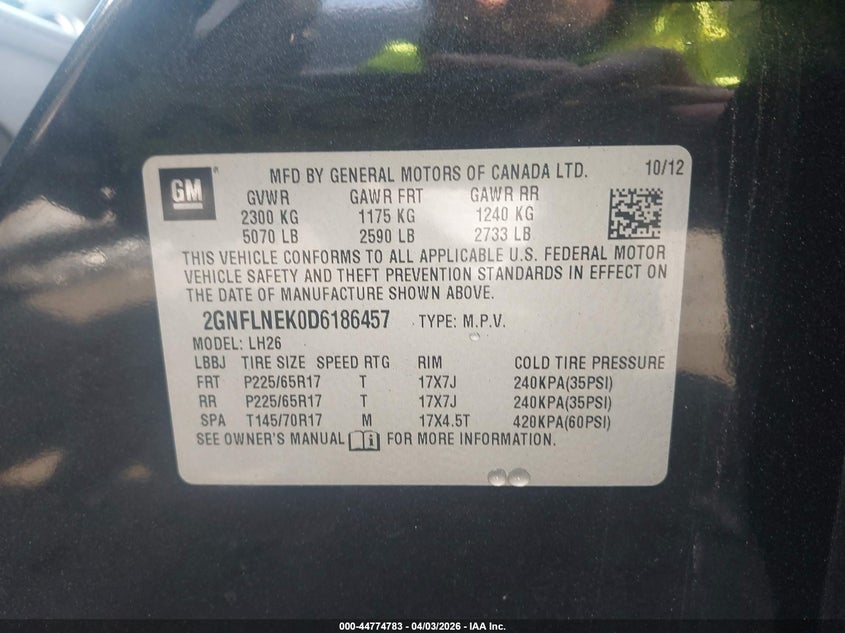 GM ® MFD BY GENERAL MOTORS OF CANADA LTD. 10/12
GVWR GAWR FRT GAWR RR
2300 KG 1175 KG 1240 KG
5070 LB 2590 LB 2733 LB
THIS VEHICLE CONFORMS TO ALL APPLICABLE U.S. FEDERAL MOTOR
VEHICLE SAFETY AND THEFT PREVENTION STANDARDS IN EFFECT ON
THE DATE OF MANUFACTURE SHOWN ABOVE.
2GNFLNEK0D6186457 TYPE: M.P.V.
MODEL: LH26
LBBJ TIRE SIZE SPEED RTG RIM COLD TIRE PRESSURE
FRT P225/65R17 T 17X7J 240KPA(35PSI)
RR P225/65R17 T 17X7J 240KPA(35PSI)
SPA T145/70R17 M 17X4.5T 420KPA(60PSI)
SEE OWNER'S MANUAL FOR MORE INFORMATION.
000-44774783 - 04/03/2026 - IAA Inc.